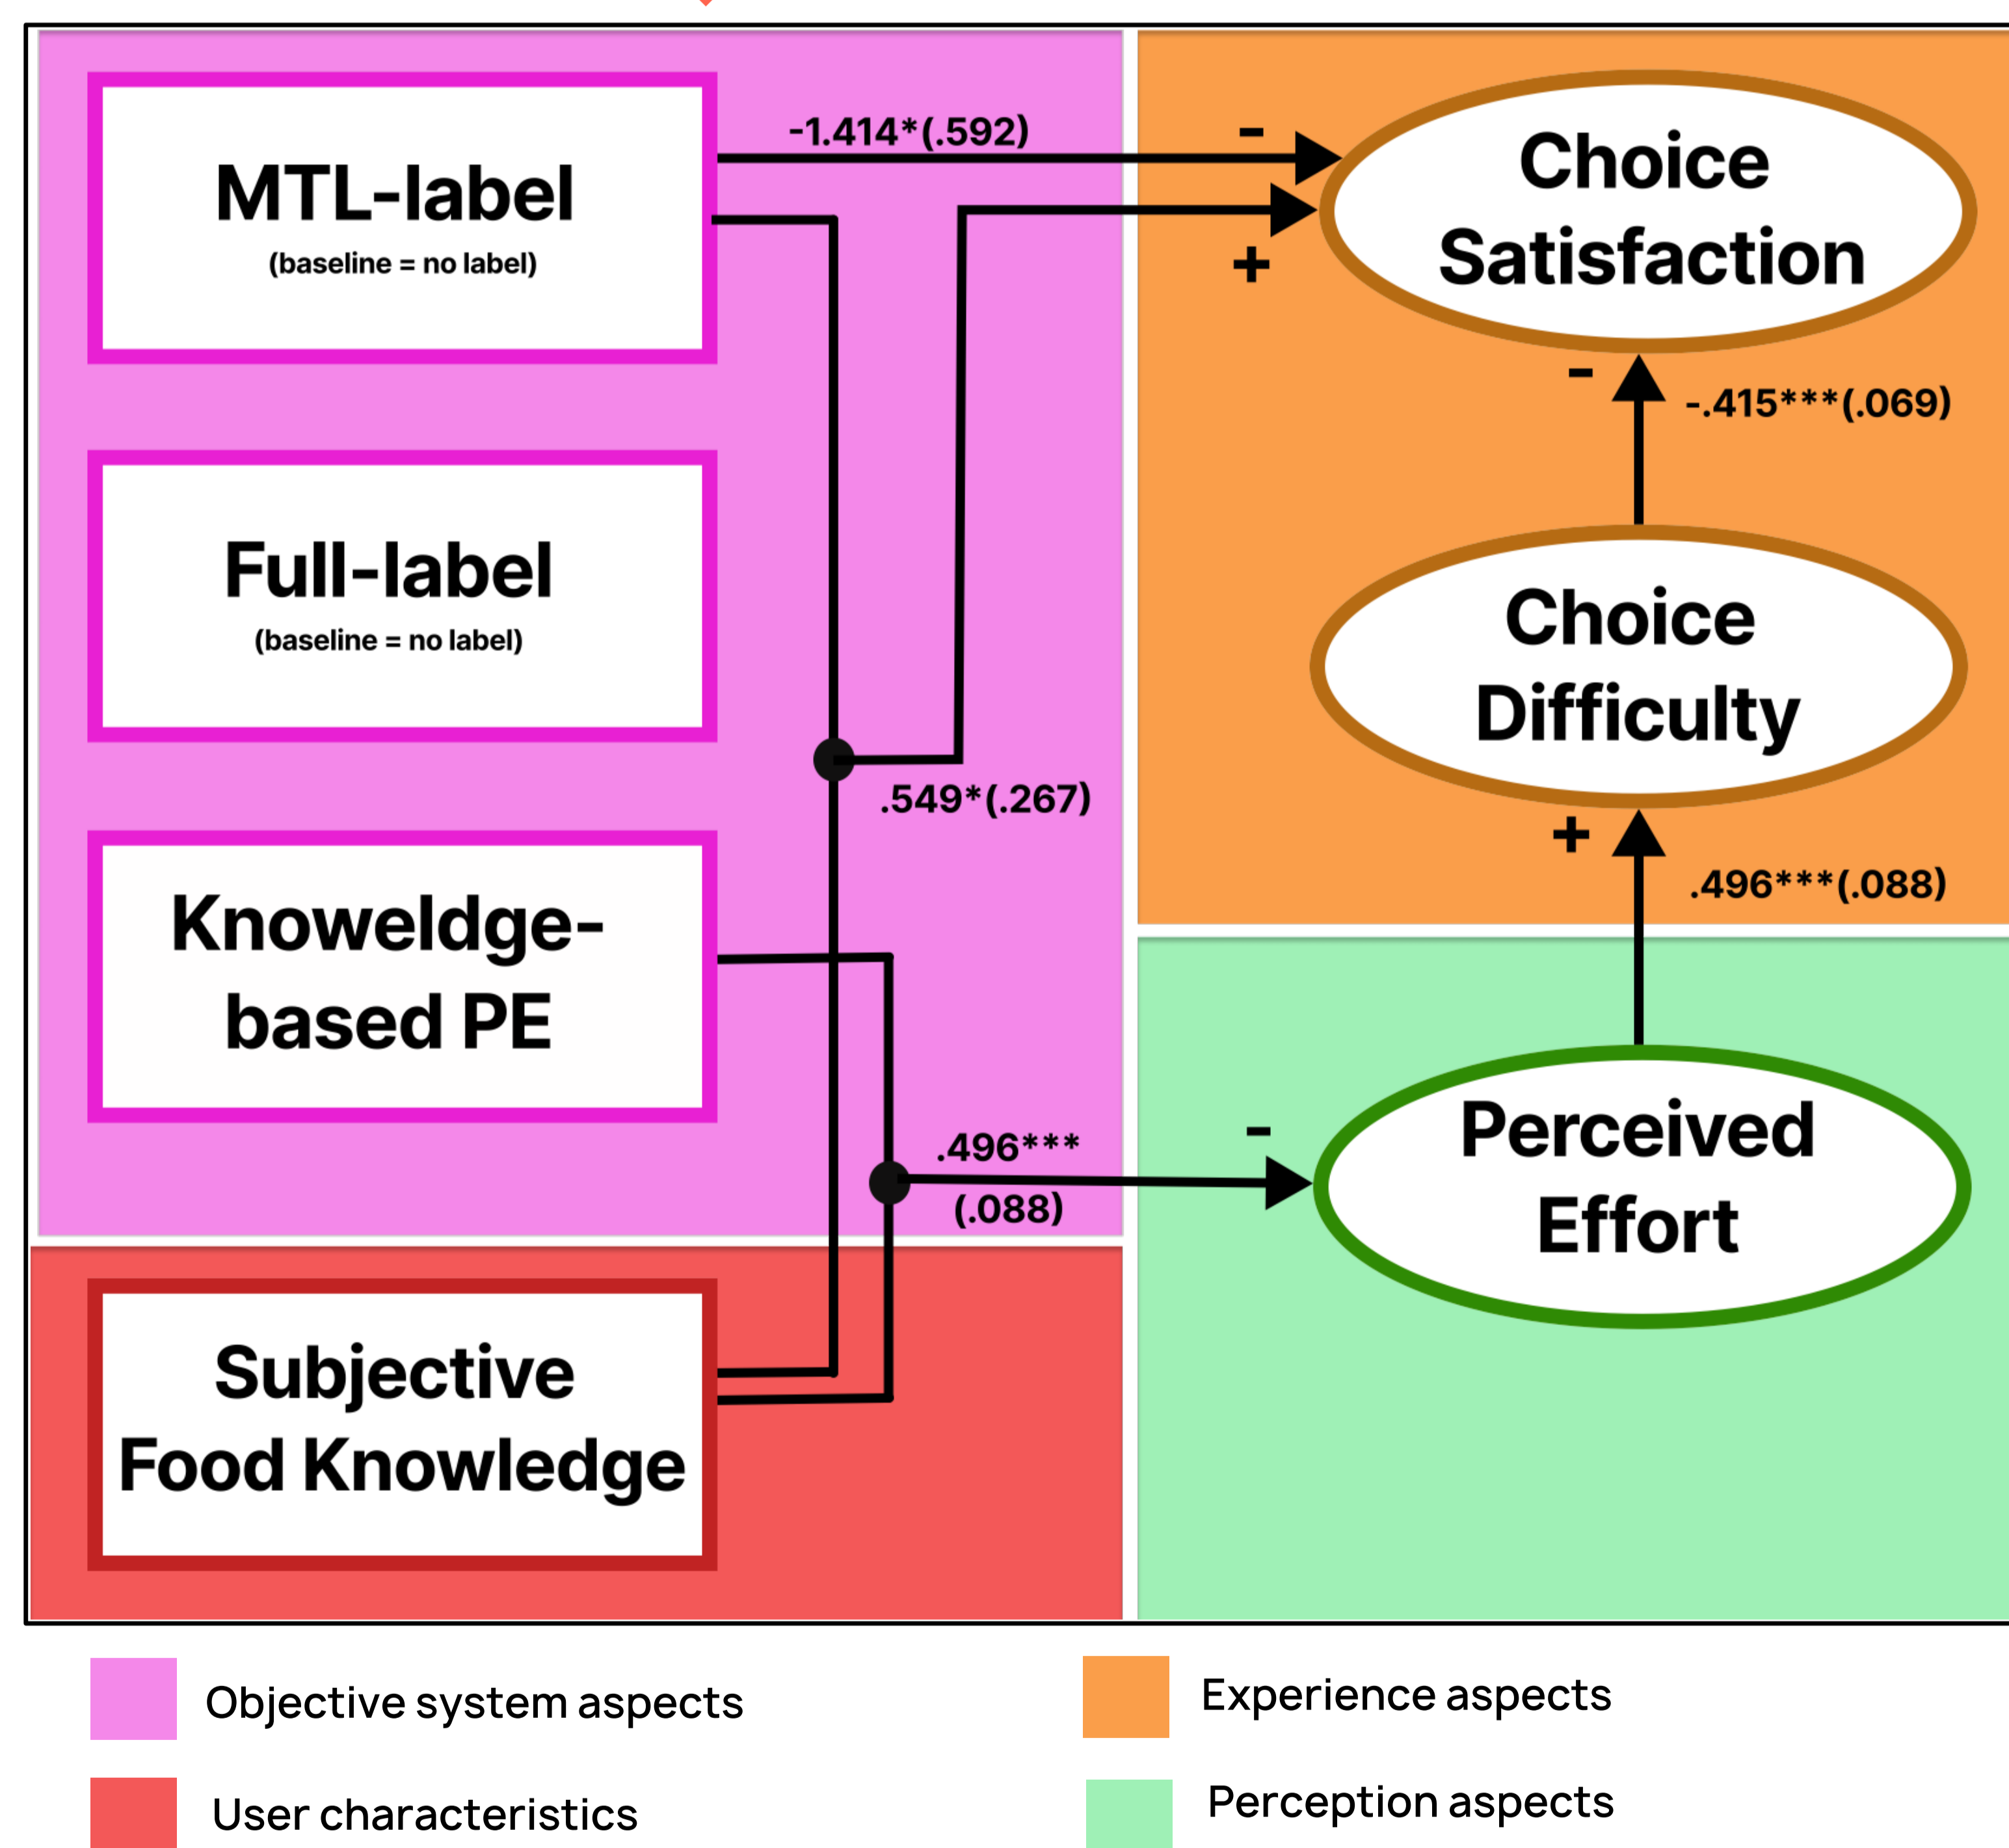 MTL-label
(baseline = no label)
-1.414*(.592)
-
+
Choice
Satisfaction
-
-.415***(.069)
Full-label
(baseline = no label)
Choice
Difficulty
.549*(.267)
+
.496***(.088)
Knoweldge-
based PE
.496***
(.088)
-
Perceived
Effort
Subjective
Food Knowledge
Objective system aspects
Experience aspects
User characteristics
Perception aspects